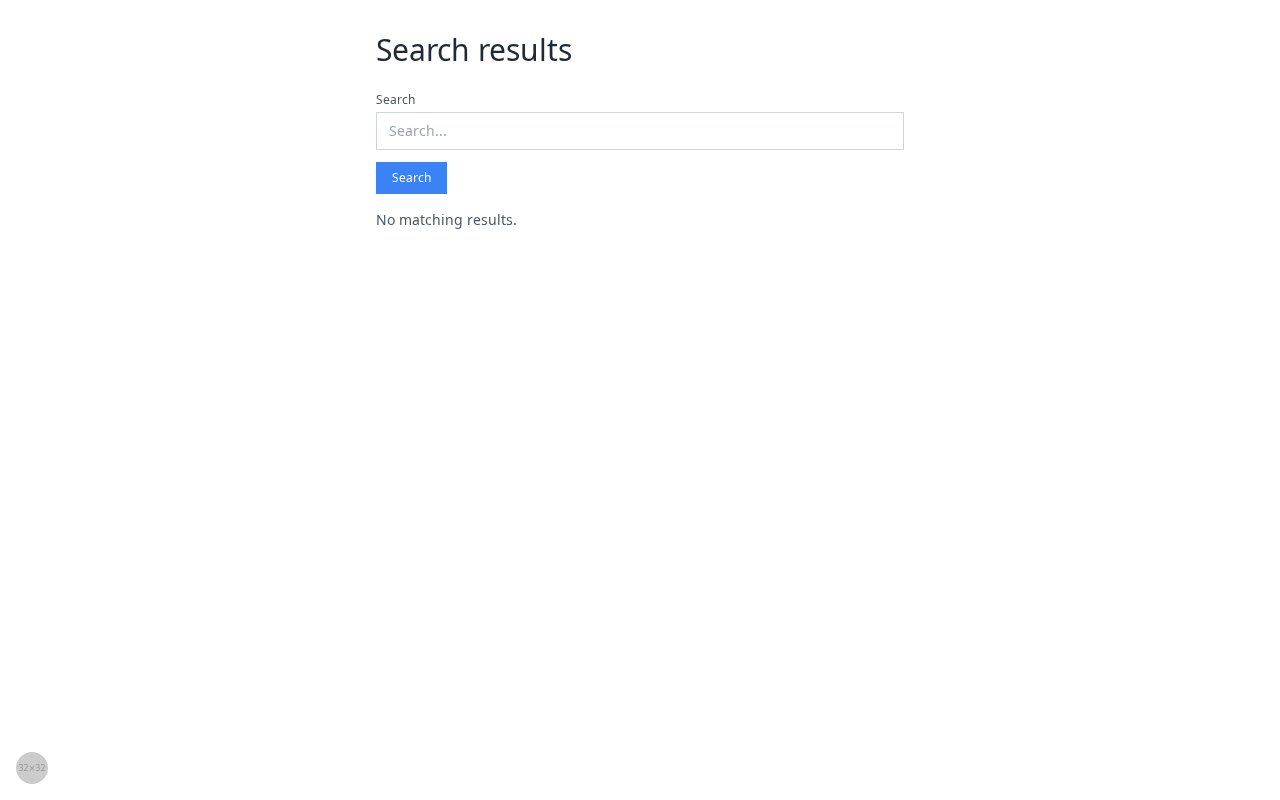 Search results
Search
Search...
Search
No matching results.
32×32